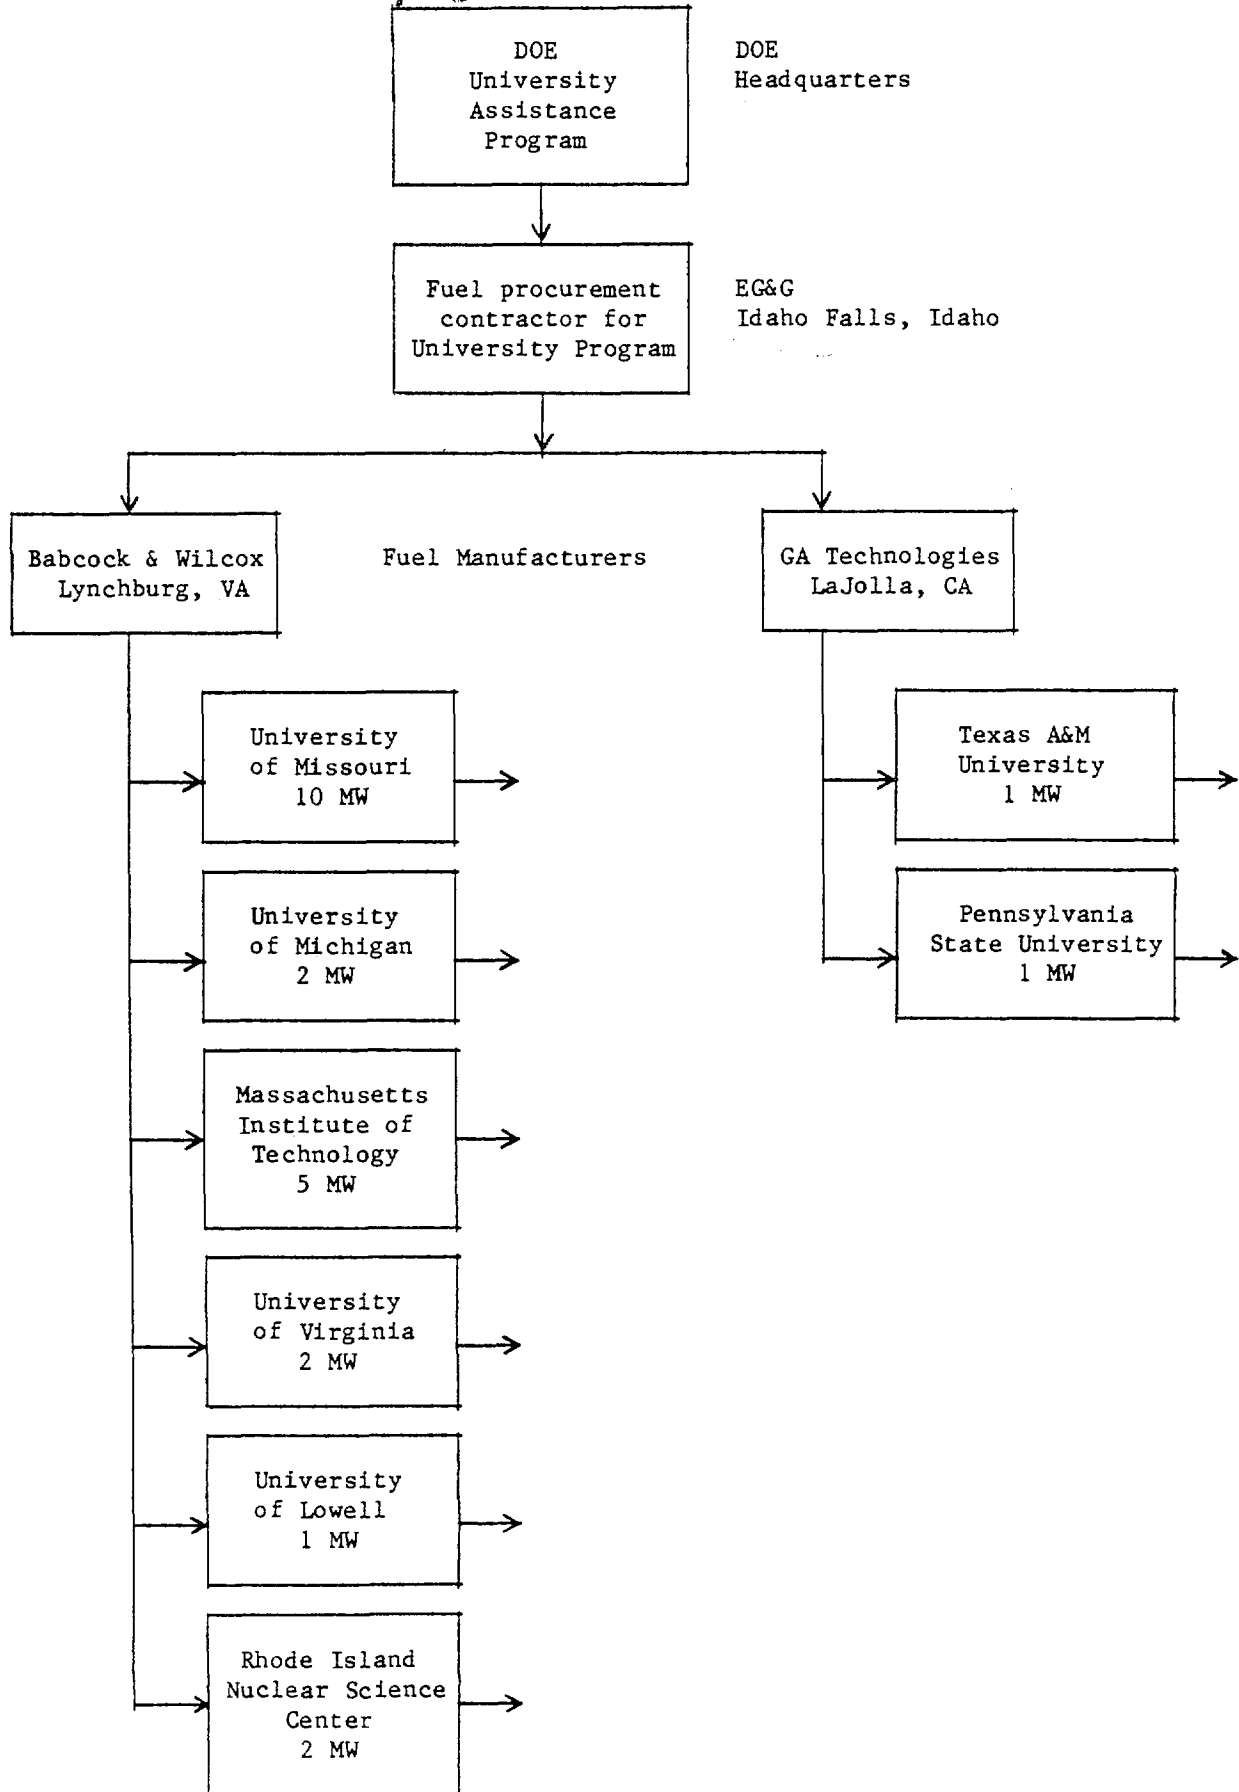 DOE
University
Assistance
Program
DOE
Headquarters
Fuel procurement
contractor for
University Program
EG&G
Idaho Falls, Idaho
Babcock & Wilcox
Lynchburg, VA
Fuel Manufacturers
GA Technologies
LaJolla, CA
University
of Missouri
10 MW
Texas A&M
University
1 MW
University
of Michigan
2 MW
Pennsylvania
State University
1 MW
Massachusetts
Institute of
Technology
5 MW
University
of Virginia
2 MW
University
of Lowell
1 MW
Rhode Island
Nuclear Science
Center
2 MW